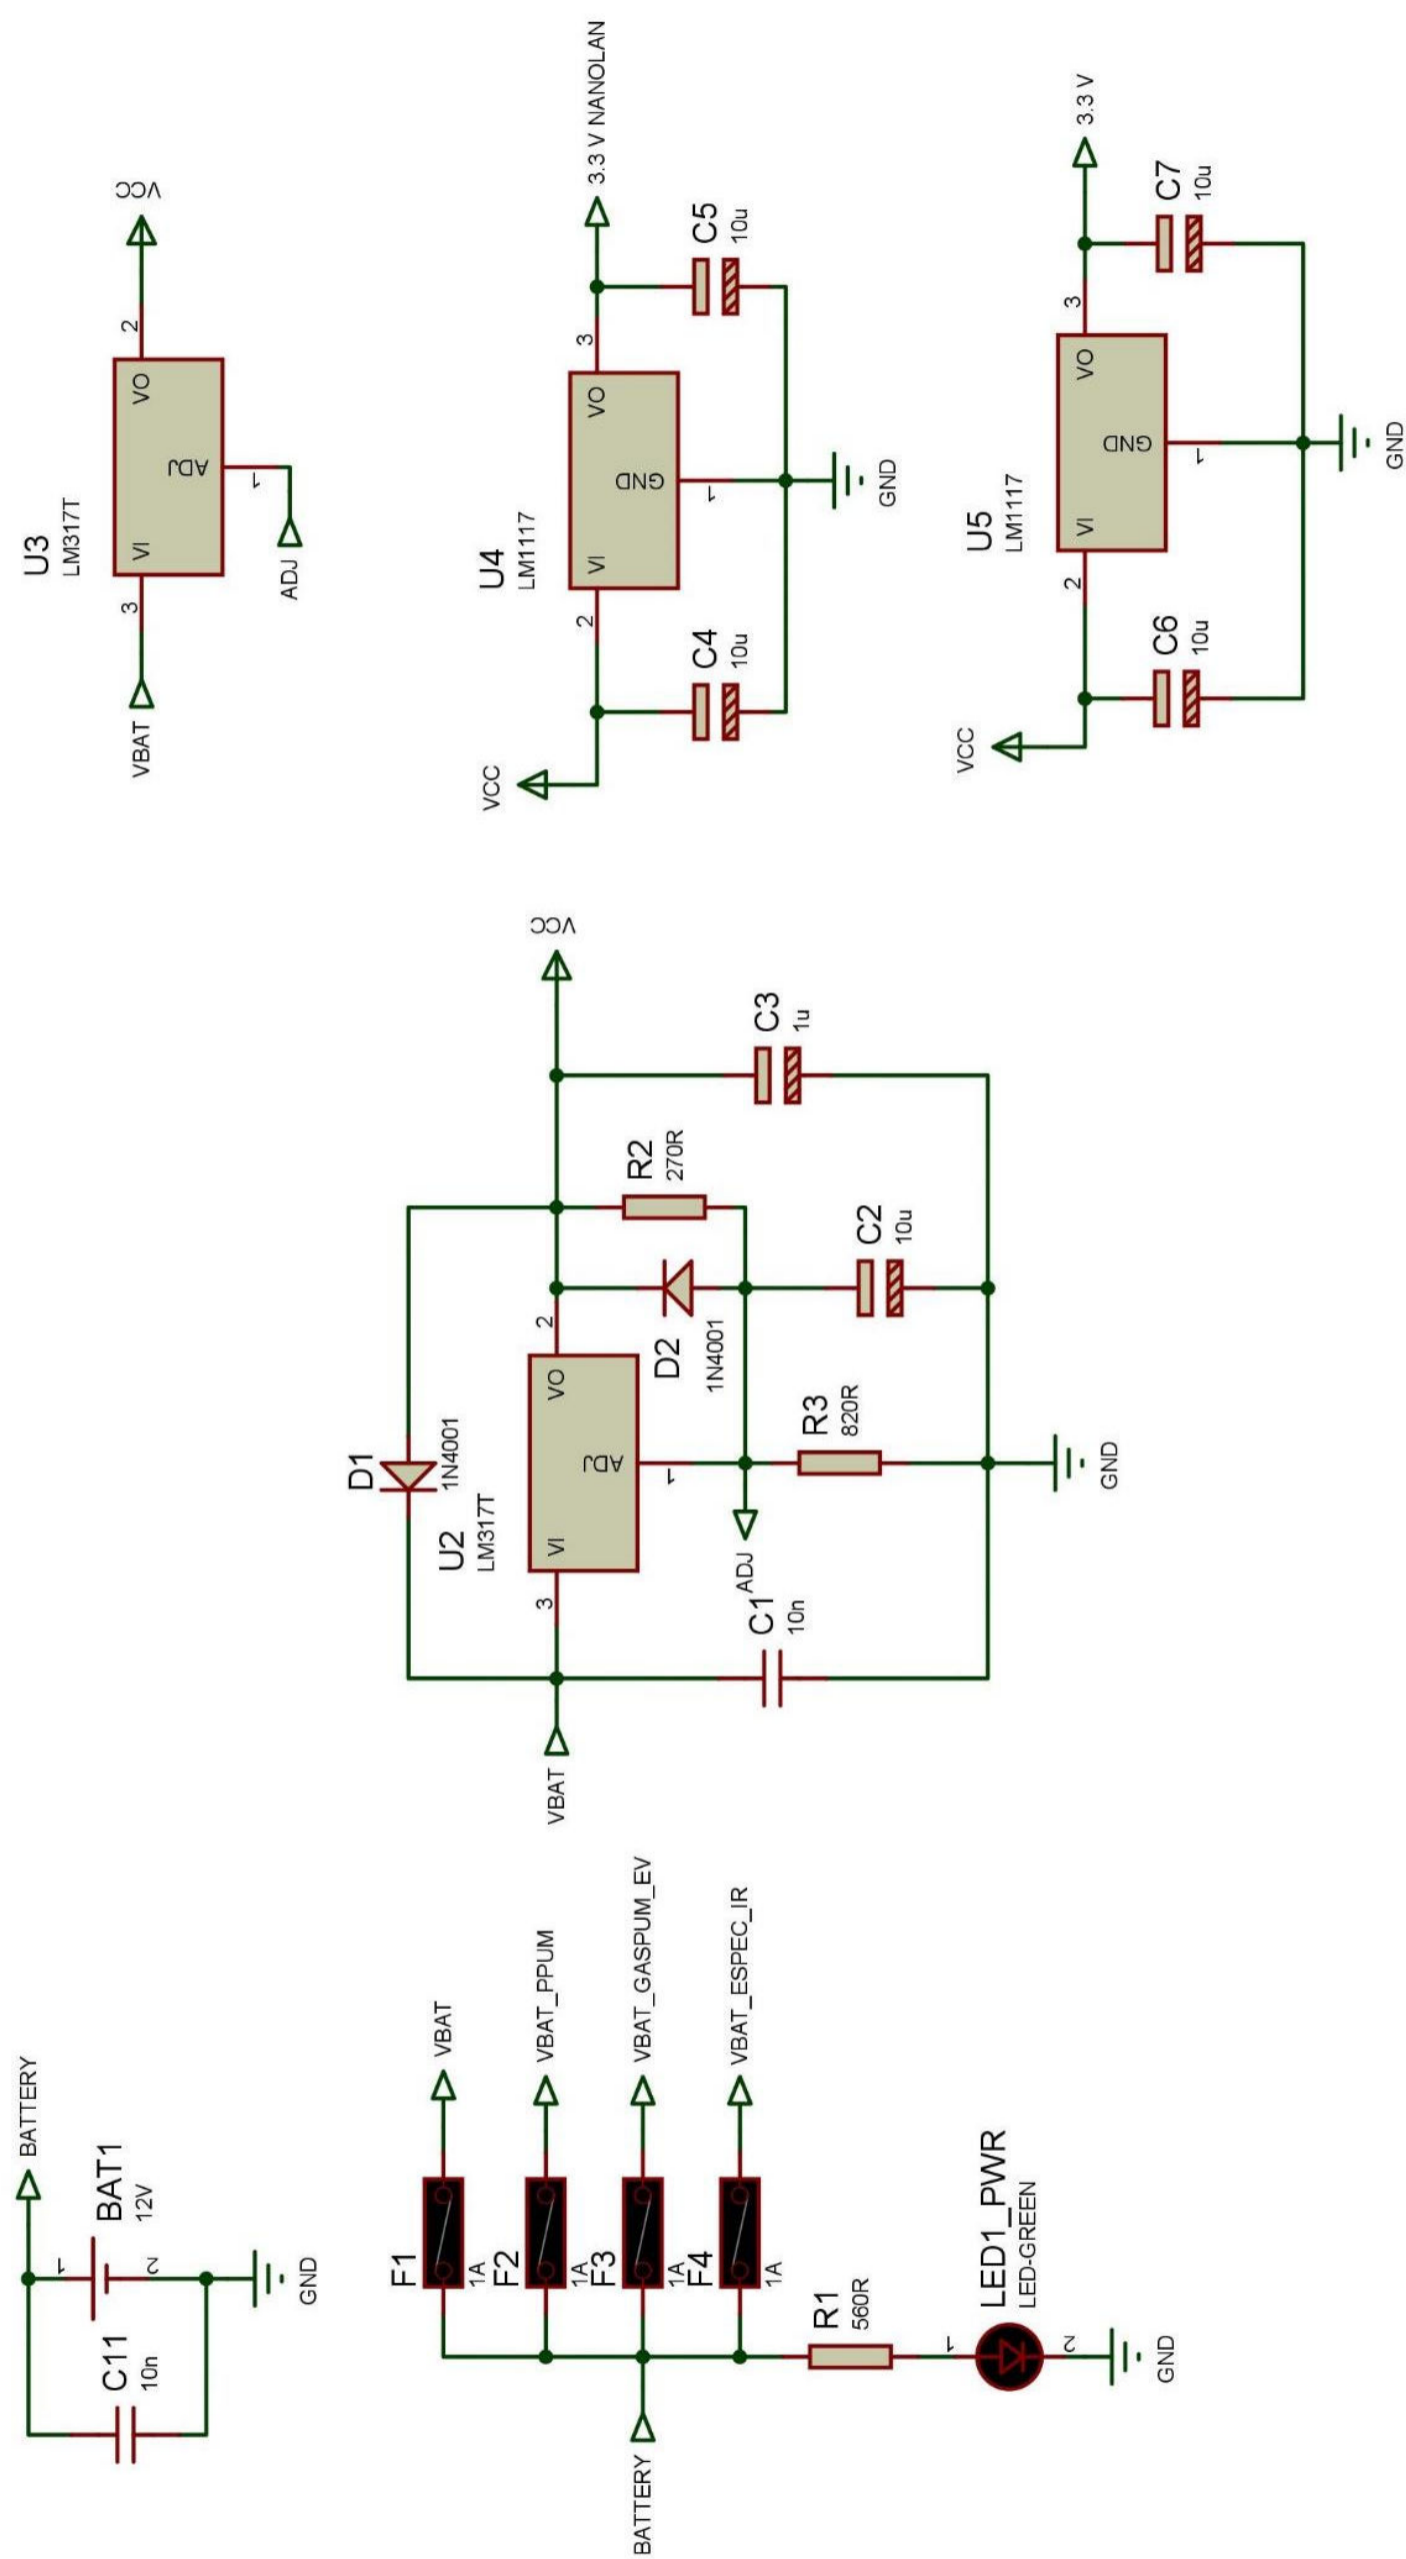 BATTERY
1
BAT1
12V
2
C11
10n
GND
F1
1A
VBAT
F2
1A
VBAT_PPUM
F3
1A
VBAT_GASPUM_EV
F4
1A
VBAT_ESPEC_IR
BATTERY
R1
560R
1
LED1_PWR
LED-GREEN
2
GND
D1
1N4001
U2
LM317T
VBAT
3
VI
VO
2
ADJ
1
VCC
D2
1N4001
R2
270R
C3
1u
ADJ
C1
10n
R3
820R
C2
10u
GND
U3
LM317T
VBAT
3
VI
VO
2
VCC
ADJ
1
ADJ
U4
LM1117
VCC
2
VI
VO
3
3.3 V NANOLAN
GND
1
C4
10u
C5
10u
GND
U5
LM1117
VCC
2
VI
VO
3
3.3 V
GND
1
C6
10u
C7
10u
GND